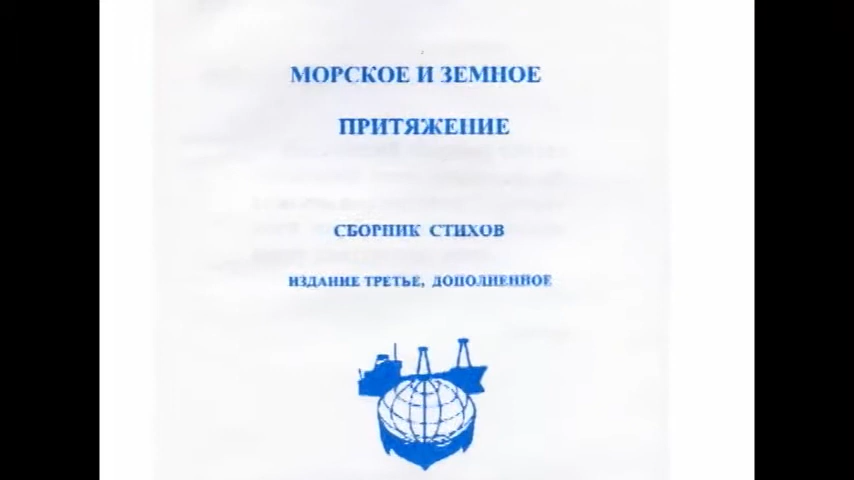 МОРСКОЕ И ЗЕМНОЕ
ПРИТЯЖЕНИЕ
СБОРНИК СТИХОВ
ИЗДАНИЕ ТРЕТЬЕ, ДОПОЛНЕННОЕ